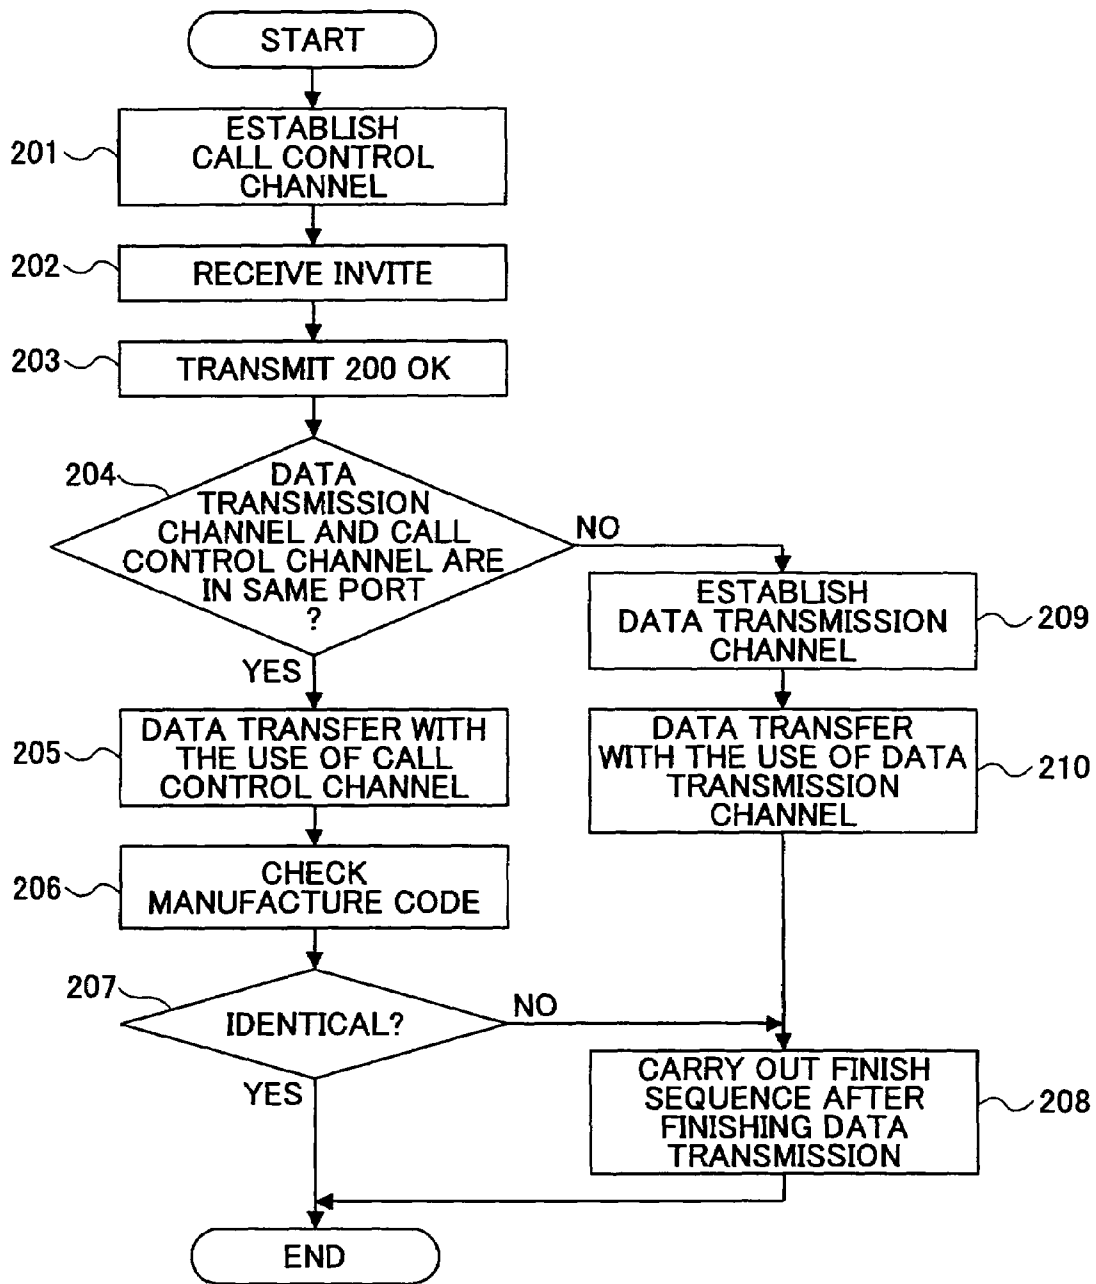 START
201
ESTABLISH
CALL CONTROL
CHANNEL
202
RECEIVE INVITE
203
TRANSMIT 200 OK
204
DATA
TRANSMISSION
CHANNEL AND CALL
CONTROL CHANNEL ARE
IN SAME PORT
?
NO
YES
ESTABLISH
DATA TRANSMISSION
CHANNEL
209
205
DATA TRANSFER WITH
THE USE OF CALL
CONTROL CHANNEL
DATA TRANSFER
WITH THE USE OF DATA
TRANSMISSION
CHANNEL
210
206
CHECK
MANUFACTURE CODE
207
IDENTICAL?
NO
YES
CARRY OUT FINISH
SEQUENCE AFTER
FINISHING DATA
TRANSMISSION
208
END